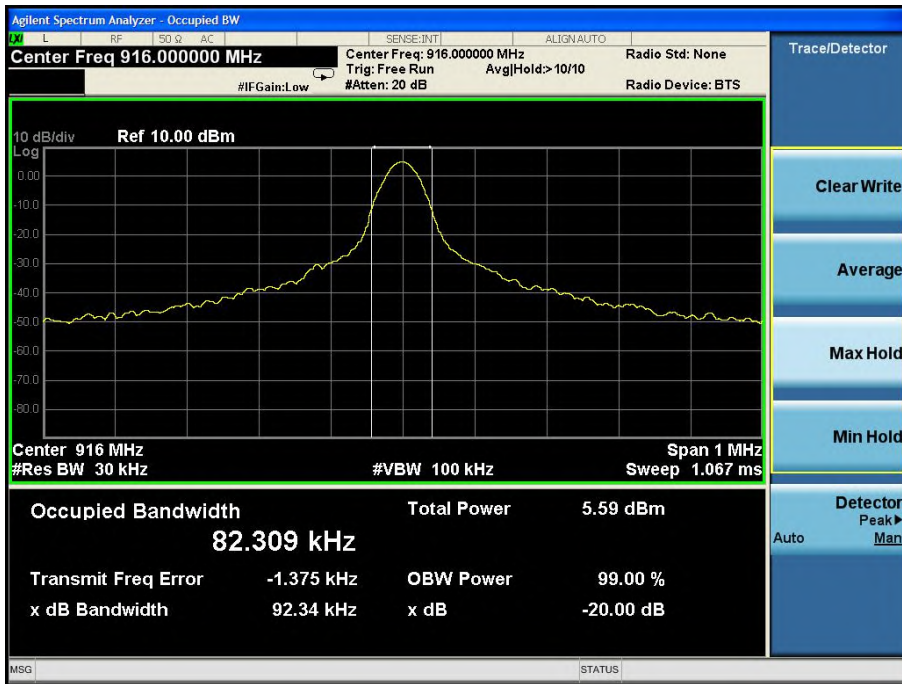 Agilent Spectrum Analyzer - Occupied BW
LXI L RF 50 Ω AC SENSE:INT ALIGN AUTO
Center Freq 916.000000 MHz
Center Freq: 916.000000 MHz Radio Std: None
Trig: Free Run Avg|Hold:> 10/10
#IFGain:Low #Atten: 20 dB Radio Device: BTS
10 dB/div Ref 10.00 dBm
Log
0.00
-10.0
-20.0
-30.0
-40.0
-50.0
-60.0
-70.0
-80.0
Center 916 MHz Span 1 MHz
#Res BW 30 kHz #VBW 100 kHz Sweep 1.067 ms
Occupied Bandwidth Total Power 5.59 dBm
82.309 kHz
Transmit Freq Error -1.375 kHz OBW Power 99.00 %
x dB Bandwidth 92.34 kHz x dB -20.00 dB
MSG STATUS
Trace/Detector
Clear Write
Average
Max Hold
Min Hold
Detector
Peak▶
Auto Man